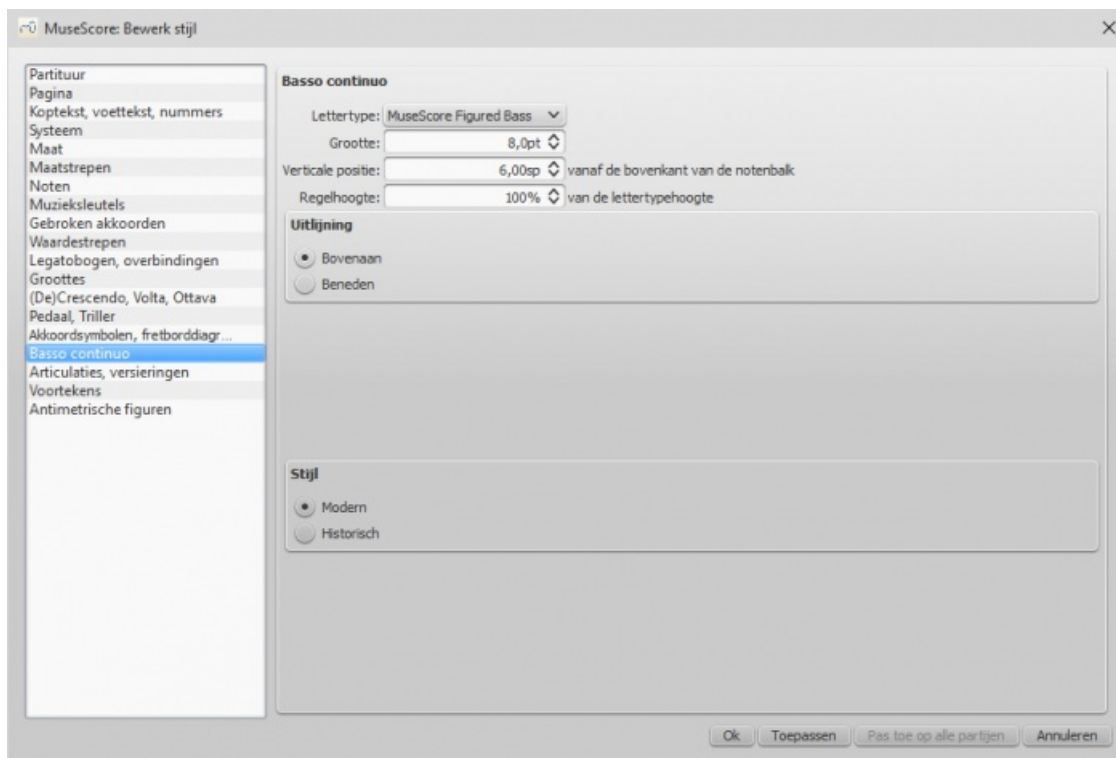 MuseScore: Bewerk stijl
Partituur
Pagina
Koptekst, voettekst, nummers
Systeem
Maat
Maatstrepen
Noten
Muzieksleutels
Gebroken akkoorden
Waardestrepen
Legatobogen, overbindingen
Groottes
(De)Crescendo, Volta, Ottava
Pedaal, Triller
Akkoordsymbolen, fretborddiagr...
Basso continuo
Articulaties, versieringen
Voortekens
Antimetrische figuren
Basso continuo
Lettertype: MuseScore Figured Bass
Grootte: 8,0pt
Verticale positie: 6,00sp vanaf de bovenkant van de notenbalk
Regelhoogte: 100% van de lettertypehoogte
Uitlijning
Bovenaan
Beneden
Stijl
Modern
Historisch
Ok Toepassen Pas toe op alle partijen Annuleren